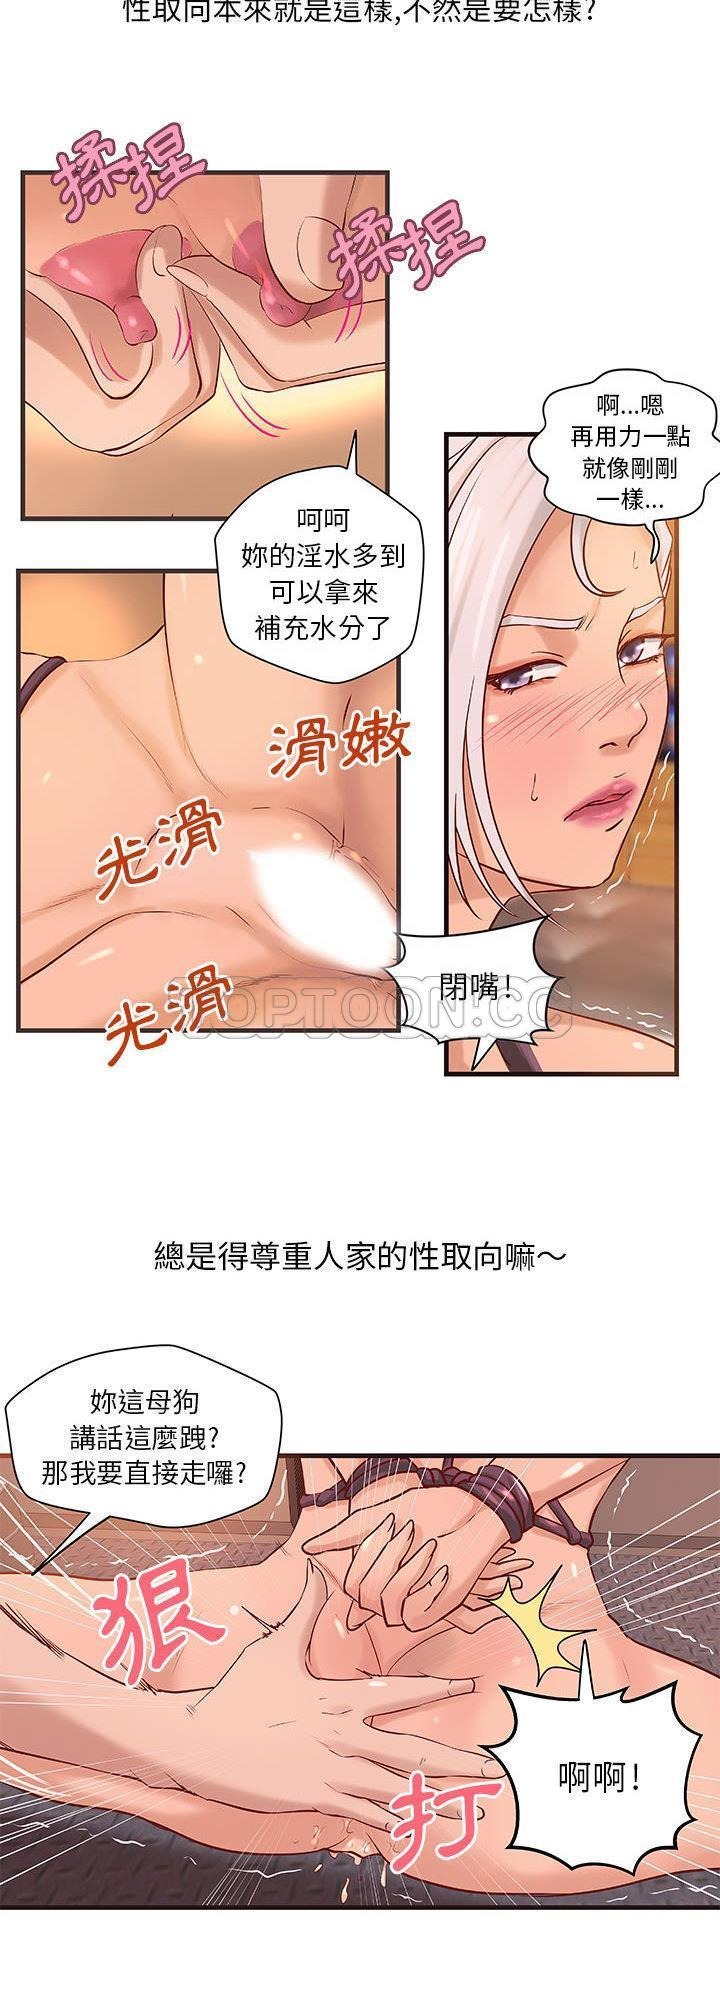 性取向本來就是這樣,不然是要怎樣?
揉捏
揉捏
啊...嗯
再用力一點
就像剛剛
一樣...
呵呵
妳的淫水多到
可以拿來
補充水分了
滑嫩
光滑
光滑
閉嘴!
TOPTOON.CC
總是得尊重人家的性取向嘛～
妳這母狗
講話這麼跩?
那我要直接走囉?
狠
打
啊啊!